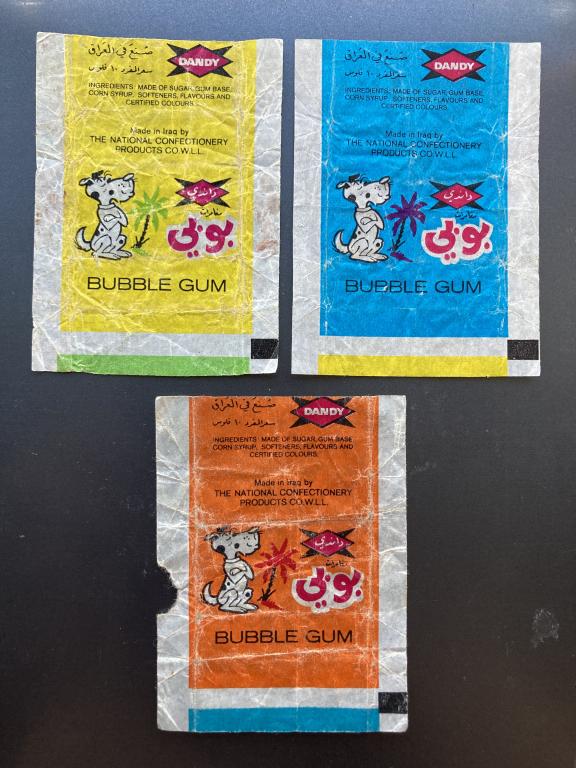 صنع في العراق
DANDY
سعر المفرد ١٠ فلوس
INGREDIENTS: MADE OF SUGAR, GUM BASE,
CORN SYRUP, SOFTENERS, FLAVOURS AND
CERTIFIED COLOURS.
Made in Iraq by
THE NATIONAL CONFECTIONERY
PRODUCTS CO.W.L.L.
داندي
مغامرات
بوبي
BUBBLE GUM
صنع في العراق
DANDY
سعر المفرد ١٠ فلوس
INGREDIENTS: MADE OF SUGAR, GUM BASE,
CORN SYRUP, SOFTENERS, FLAVOURS AND
CERTIFIED COLOURS.
Made in Iraq by
THE NATIONAL CONFECTIONERY
PRODUCTS CO.W.L.L.
داندي
مغامرات
بوبي
BUBBLE GUM
صنع في العراق
DANDY
سعر المفرد ١٠ فلوس
INGREDIENTS: MADE OF SUGAR, GUM BASE,
CORN SYRUP, SOFTENERS, FLAVOURS AND
CERTIFIED COLOURS.
Made in Iraq by
THE NATIONAL CONFECTIONERY
PRODUCTS CO.W.L.L.
داندي
مغامرات
بوبي
BUBBLE GUM